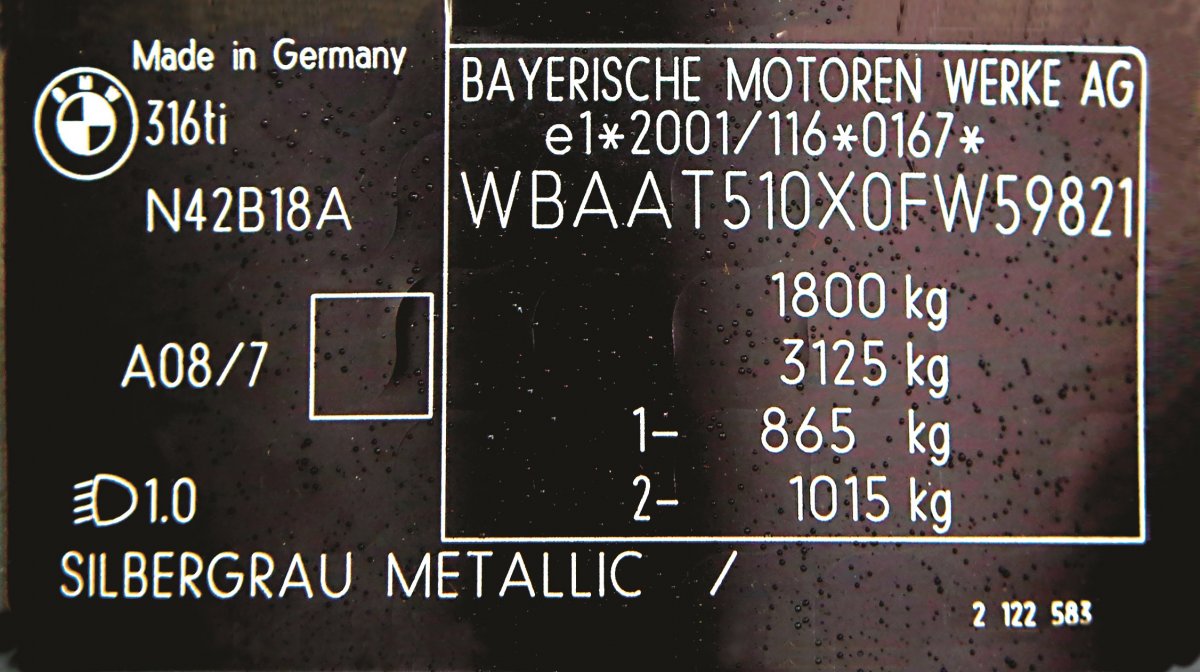 Made in Germany
BMW
316ti
N42B18A
A08/7
1.0
SILBERGRAU METALLIC /
BAYERISCHE MOTOREN WERKE AG
e1*2001/116*0167*
WBAAT510X0FW59821
1800 kg
3125 kg
1- 865 kg
2- 1015 kg
2 122 583